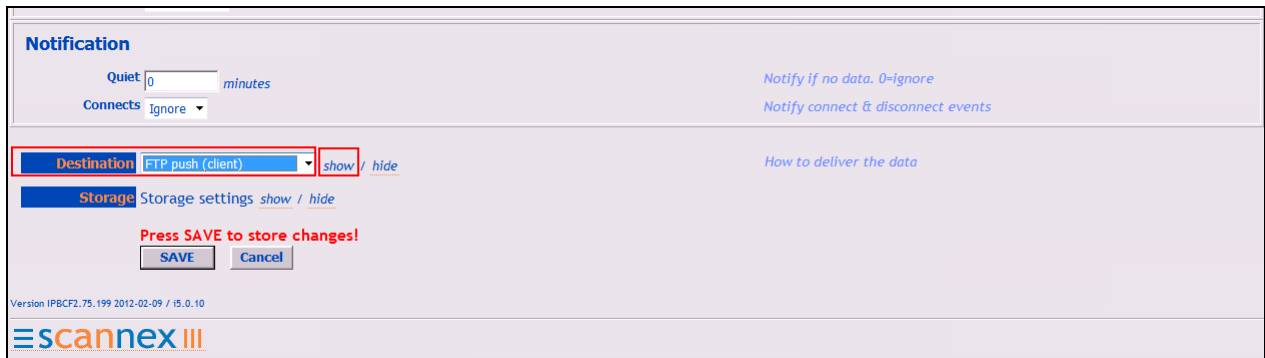 Notification
Quiet 0 minutes Notify if no data. 0=ignore
Connects Ignore Notify connect & disconnect events
Destination FTP push (client) show / hide How to deliver the data
Storage Storage settings show / hide
Press SAVE to store changes!
SAVE Cancel
Version IPBCF2.75.199 2012-02-09 / i5.0.10
scannex